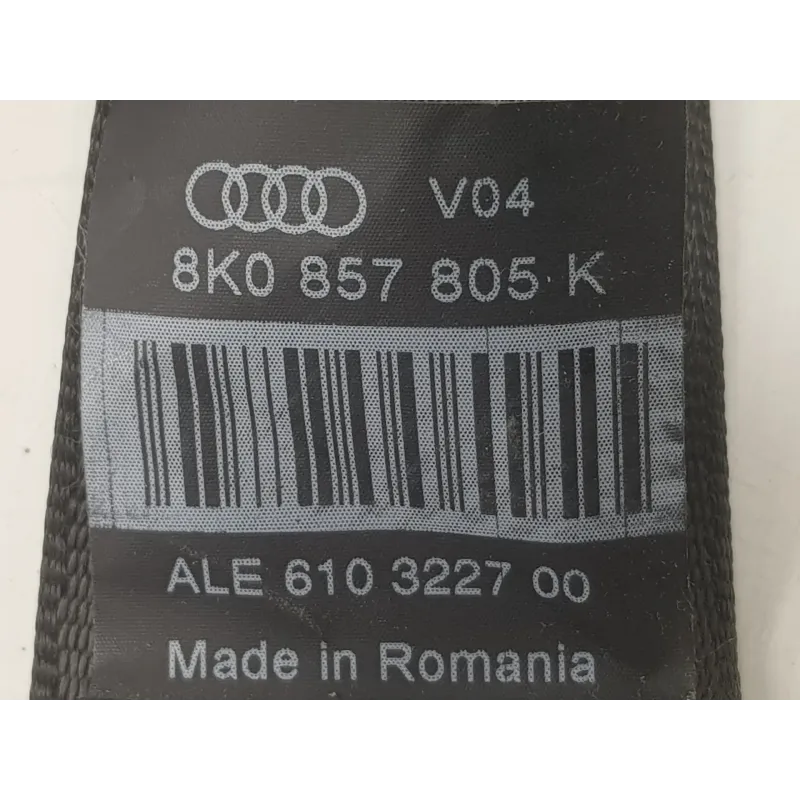 V04
8K0 857 805 K
ALE 610 3227 00
Made in Romania